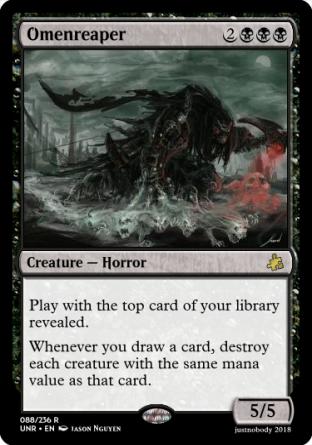 Omenreaper 2
Creature — Horror
Play with the top card of your library
revealed.
Whenever you draw a card, destroy
each creature with the same mana
value as that card.
5/5
088/236 R
UNR • EN JASON NGUYEN
justnobody 2018